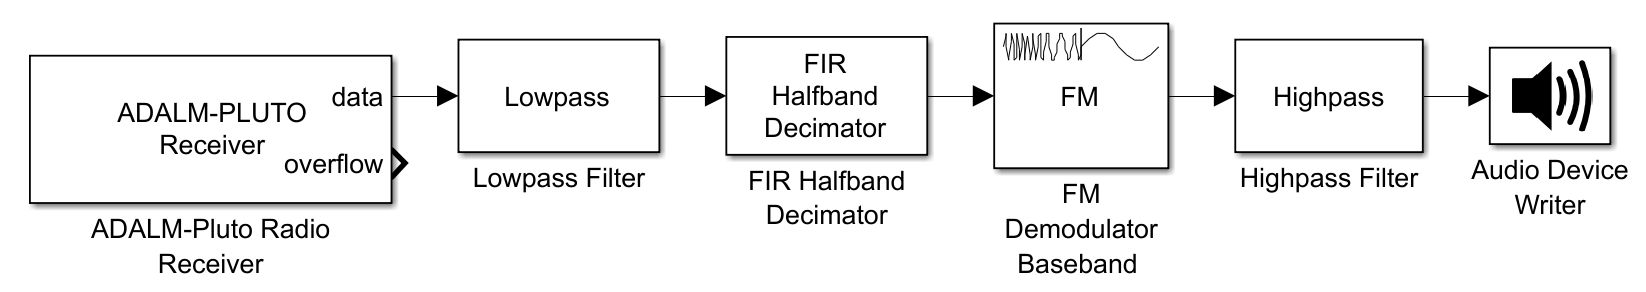 ADALM-PLUTO
Receiver
data
overflow
ADALM-Pluto Radio
Receiver
Lowpass
Lowpass Filter
FIR
Halfband
Decimator
FIR Halfband
Decimator
FM
FM
Demodulator
Baseband
Highpass
Highpass Filter
Audio Device
Writer